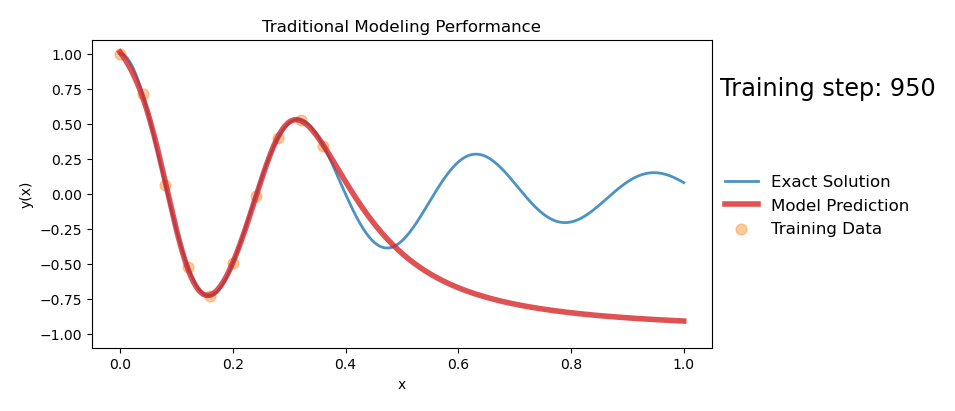 Traditional Modeling Performance
Training step: 950
1.00
0.75
0.50
0.25
0.00
−0.25
−0.50
−0.75
−1.00
y(x)
0.0 0.2 0.4 0.6 0.8 1.0
x
Exact Solution
Model Prediction
Training Data